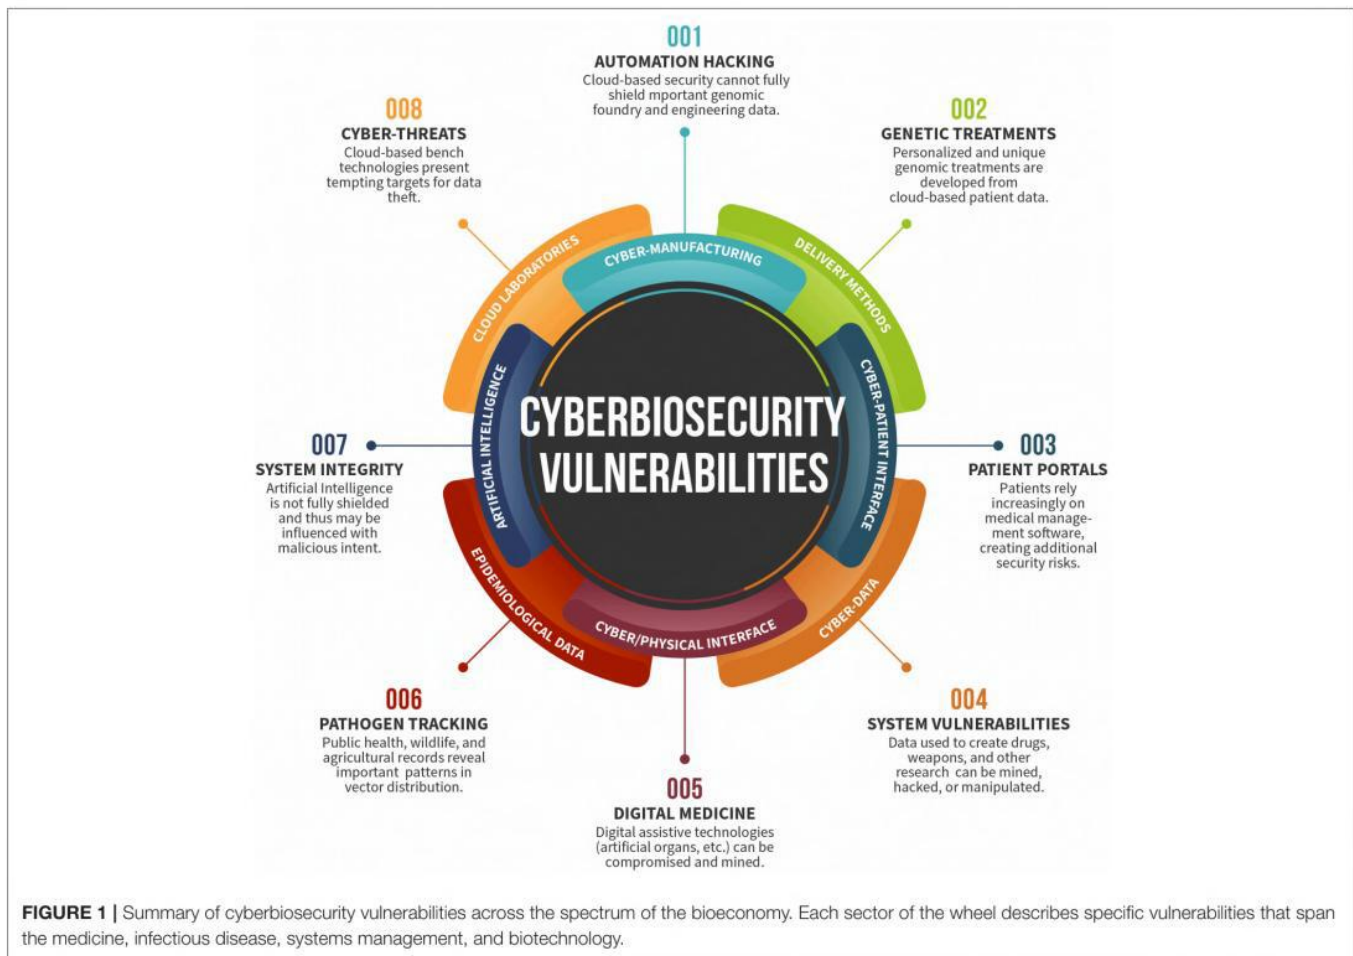 001
AUTOMATION HACKING
Cloud-based security cannot fully
shield mportant genomic
foundry and engineering data.
008
CYBER-THREATS
Cloud-based bench
technologies present
tempting targets for data
theft.
002
GENETIC TREATMENTS
Personalized and unique
genomic treatments are
developed from
cloud-based patient data.
CLOUD LABORATORIES
CYBER-MANUFACTURING
DELIVERY METHODS
ARTIFICIAL INTELLIGENCE
CYBERBIOSECURITY
VULNERABILITIES
CYBER-PATIENT INTERFACE
007
SYSTEM INTEGRITY
Artificial Intelligence
is not fully shielded
and thus may be
influenced with
malicious intent.
003
PATIENT PORTALS
Patients rely
increasingly on
medical manage-
ment software,
creating additional
security risks.
EPIDEMIOLOGICAL DATA
CYBER/PHYSICAL INTERFACE
CYBER-DATA
006
PATHOGEN TRACKING
Public health, wildlife, and
agricultural records reveal
important patterns in
vector distribution.
004
SYSTEM VULNERABILITIES
Data used to create drugs,
weapons, and other
research can be mined,
hacked, or manipulated.
005
DIGITAL MEDICINE
Digital assistive technologies
(artificial organs, etc.) can be
compromised and mined.
FIGURE 1 | Summary of cyberbiosecurity vulnerabilities across the spectrum of the bioeconomy. Each sector of the wheel describes specific vulnerabilities that span
the medicine, infectious disease, systems management, and biotechnology.